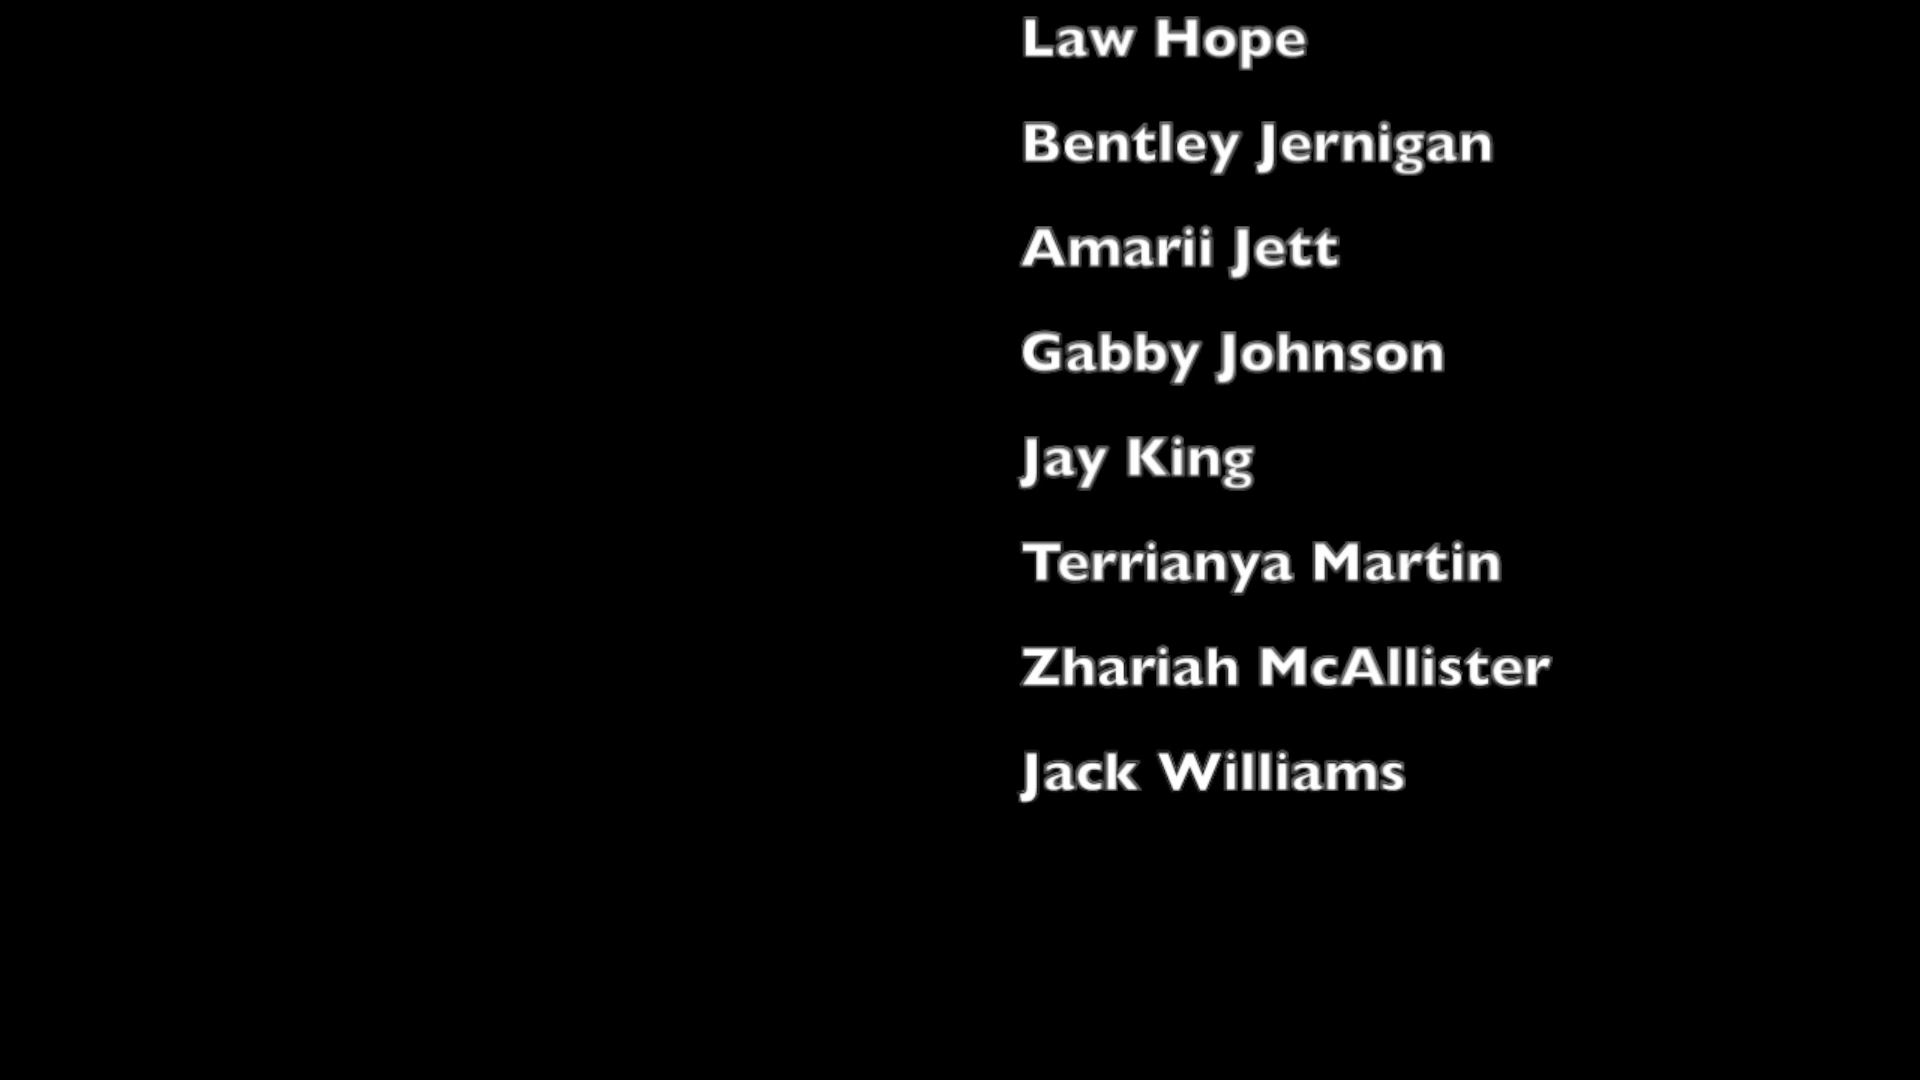 Law Hope
Bentley Jernigan
Amarii Jett
Gabby Johnson
Jay King
Terrianya Martin
Zhariah McAllister
Jack Williams